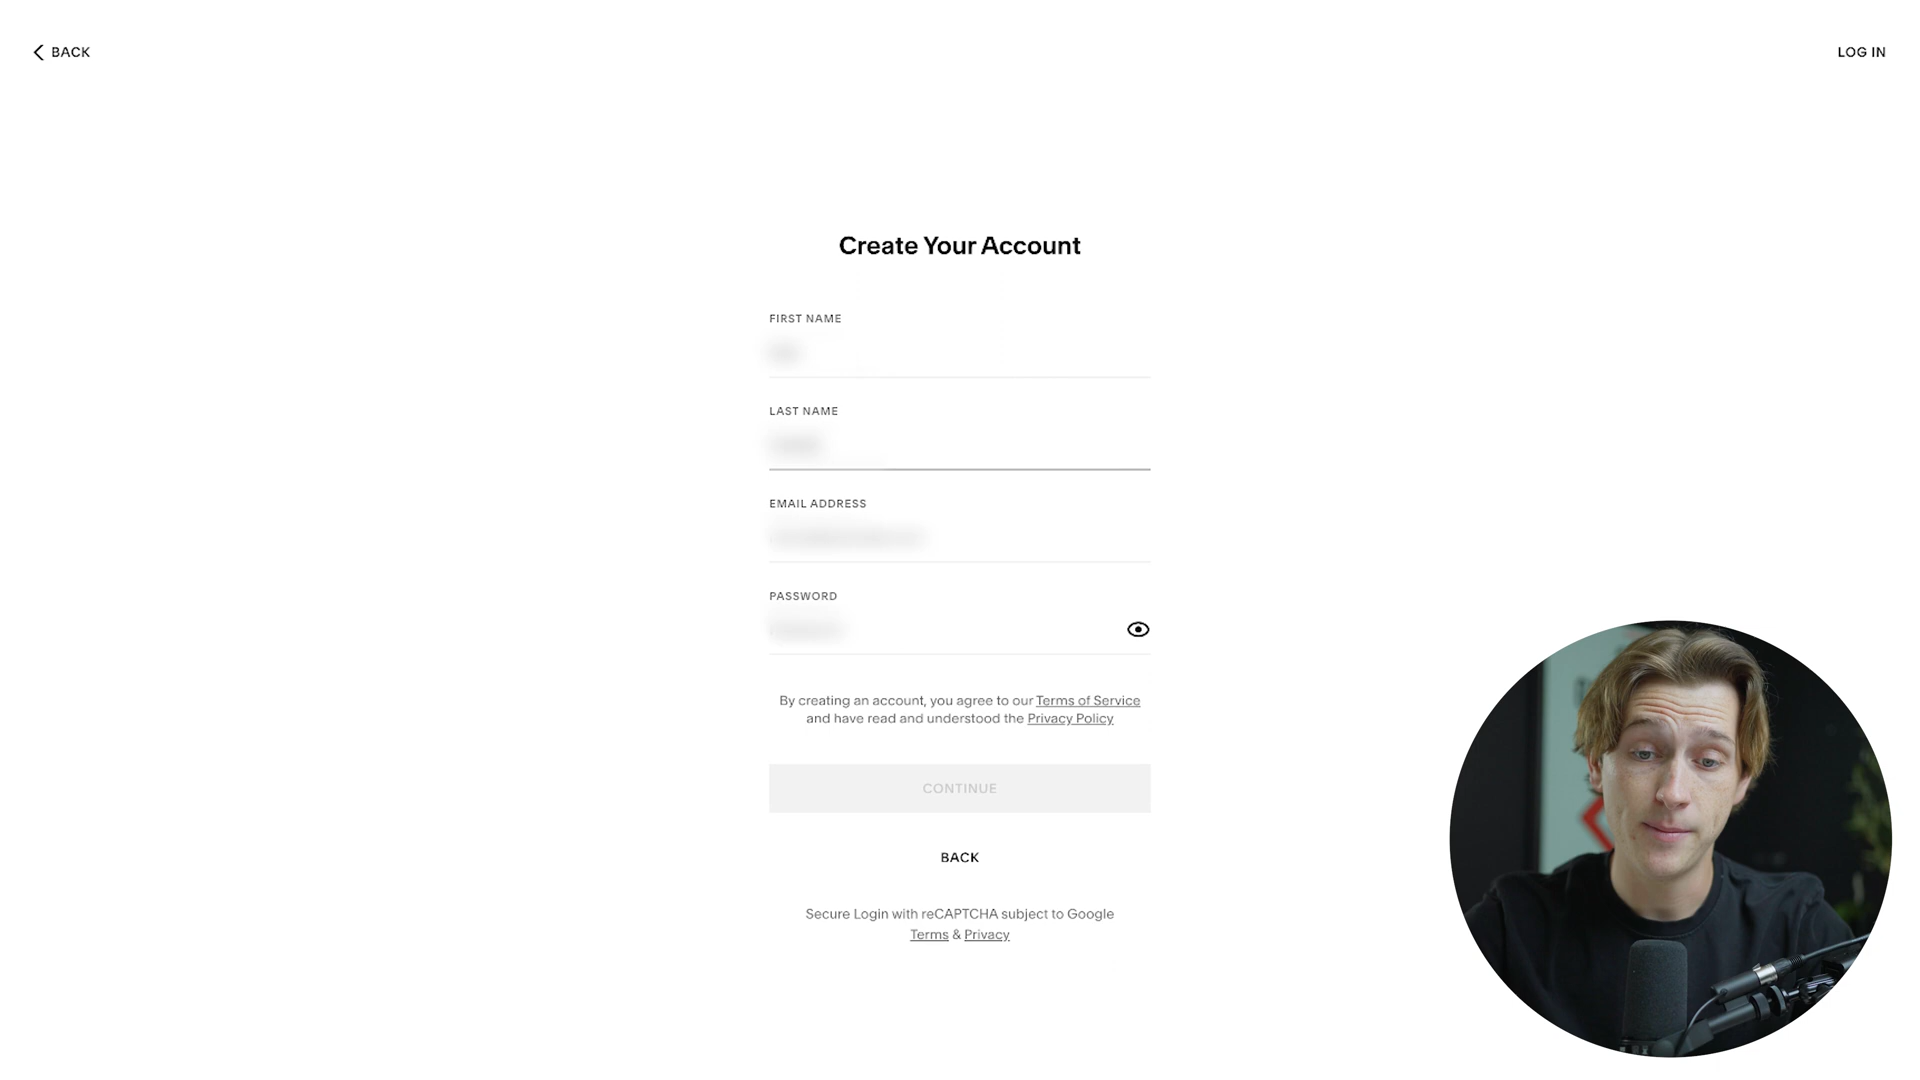 BACK
LOG IN
Create Your Account
FIRST NAME
LAST NAME
EMAIL ADDRESS
PASSWORD
By creating an account, you agree to our Terms of Service
and have read and understood the Privacy Policy
CONTINUE
BACK
Secure Login with reCAPTCHA subject to Google
Terms & Privacy